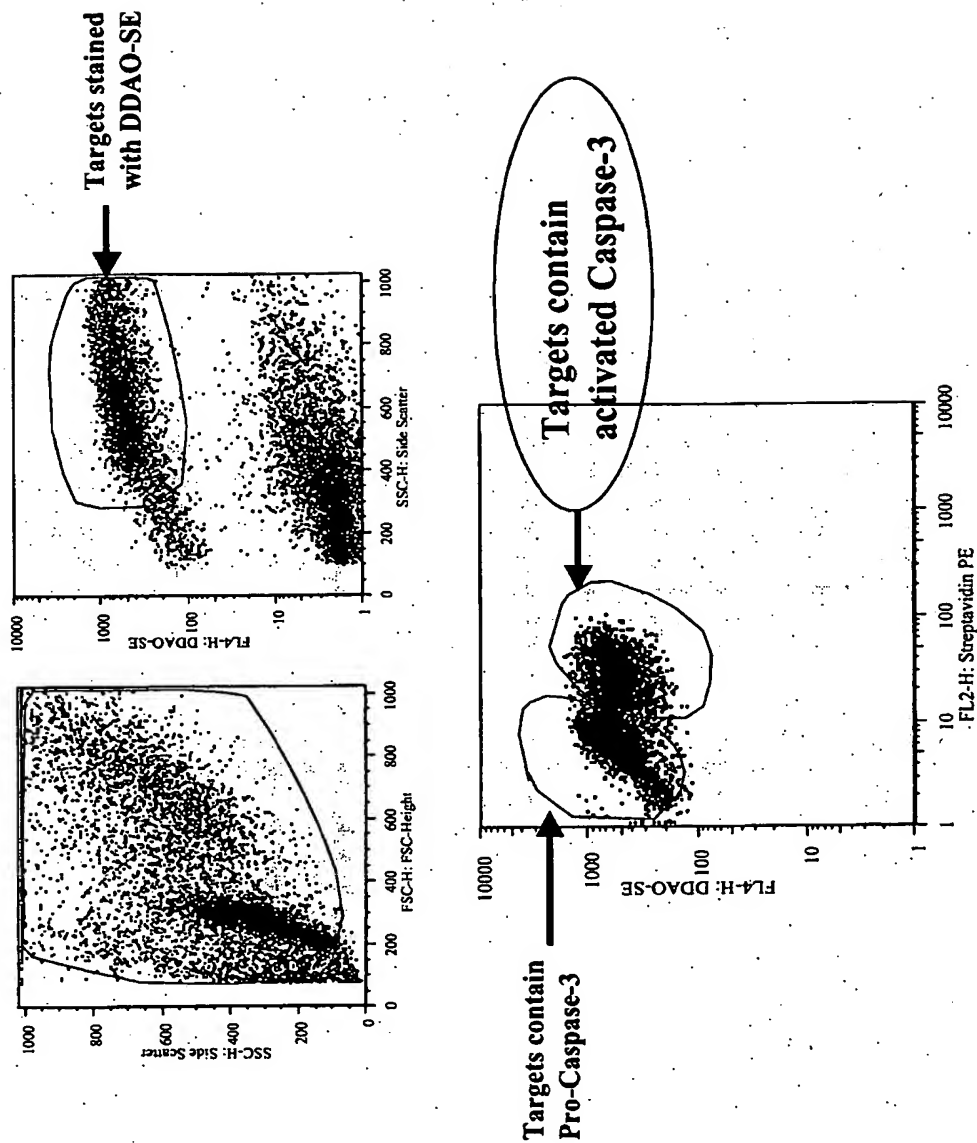 1000
800
600
400
200
0
SSC-H: Side Scatter
0
200
400
600
800
1000
FSC-H: FSC-Height
10000
1000
100
10
1
FL4-H: DDAO-SE
0
200
400
600
800
1000
SSC-H: Side Scatter
Targets stained
with DDAO-SE
Targets contain
Pro-Caspase-3
10000
1000
100
10
1
FL4-H: DDAO-SE
1
10
100
1000
10000
FL2-H: Streptavidin PE
Targets contain
activated Caspase-3